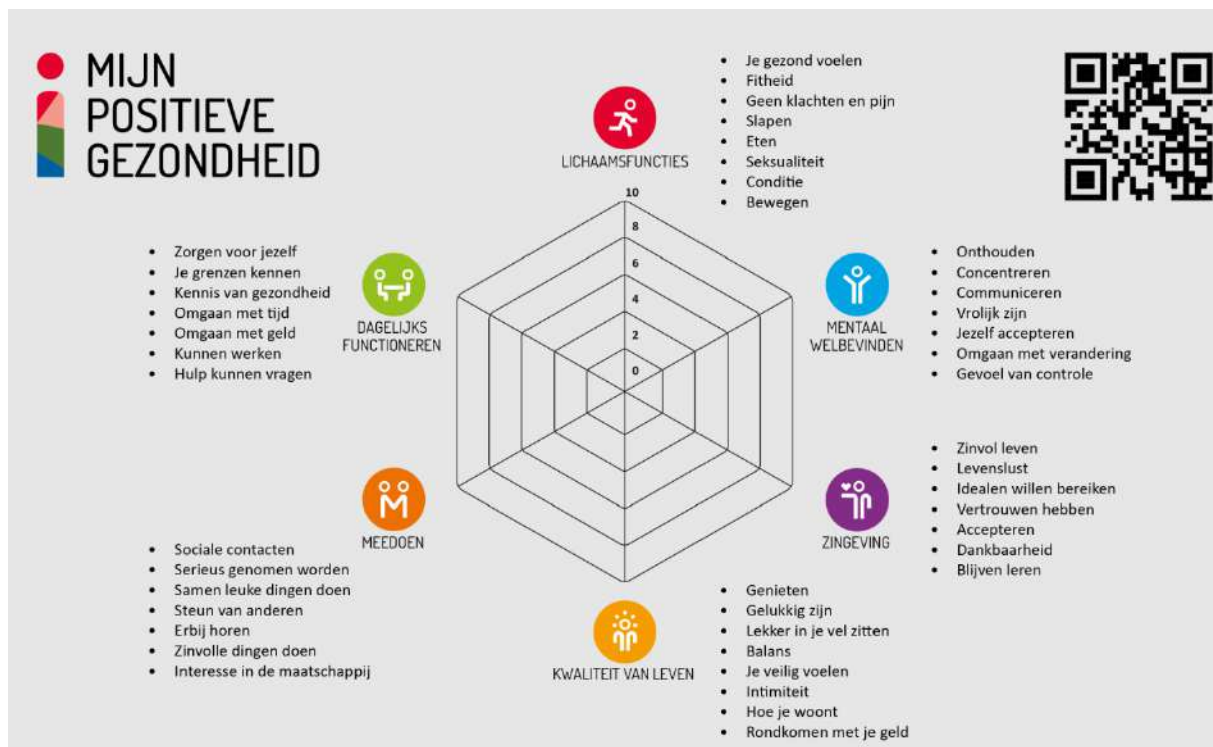 MIJN
POSITIEVE
GEZONDHEID
LICHAAMSFUNCTIES
• Je gezond voelen
• Fitheid
• Geen klachten en pijn
• Slapen
• Eten
• Seksualiteit
• Conditie
• Bewegen
10
8
6
4
2
0
• Zorgen voor jezelf
• Je grenzen kennen
• Kennis van gezondheid
• Omgaan met tijd
• Omgaan met geld
• Kunnen werken
• Hulp kunnen vragen
DAGELIJKS
FUNCTIONEREN
MENTAAL
WELBEVINDEN
• Onthouden
• Concentreren
• Communiceren
• Vrolijk zijn
• Jezelf accepteren
• Omgaan met verandering
• Gevoel van controle
MEEDOEN
• Sociale contacten
• Serieus genomen worden
• Samen leuke dingen doen
• Steun van anderen
• Erbij horen
• Zinvolle dingen doen
• Interesse in de maatschappij
ZINGEVING
• Zinvol leven
• Levenslust
• Idealen willen bereiken
• Vertrouwen hebben
• Accepteren
• Dankbaarheid
• Blijven leren
KWALITEIT VAN LEVEN
• Genieten
• Gelukkig zijn
• Lekker in je vel zitten
• Balans
• Je veilig voelen
• Intimiteit
• Hoe je woont
• Rondkomen met je geld